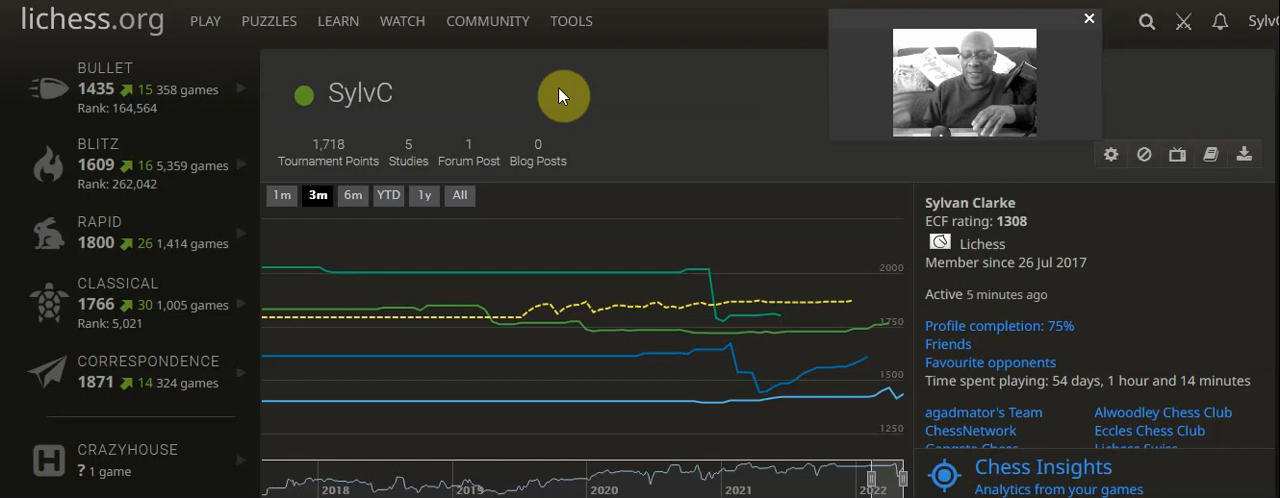 lichess.org PLAY PUZZLES LEARN WATCH COMMUNITY TOOLS
BULLET
1435 15 358 games
Rank: 164,564
BLITZ
1609 16 5,359 games
Rank: 262,042
RAPID
1800 26 1,414 games
CLASSICAL
1766 30 1,005 games
Rank: 5,021
CORRESPONDENCE
1871 14 324 games
CRAZYHOUSE
? 1 game
SylvC
1,718 5 1 0
Tournament Points Studies Forum Post Blog Posts
1m 3m 6m YTD 1y All
2000
1750
1500
1250
2018 2019 2020 2021 2022
Sylvan Clarke
ECF rating: 1308
Lichess
Member since 26 Jul 2017
Active 5 minutes ago
Profile completion: 75%
Friends
Favourite opponents
Time spent playing: 54 days, 1 hour and 14 minutes
agadmator's Team Alwoodley Chess Club
ChessNetwork Eccles Chess Club
Chess Insights
Analytics from your games